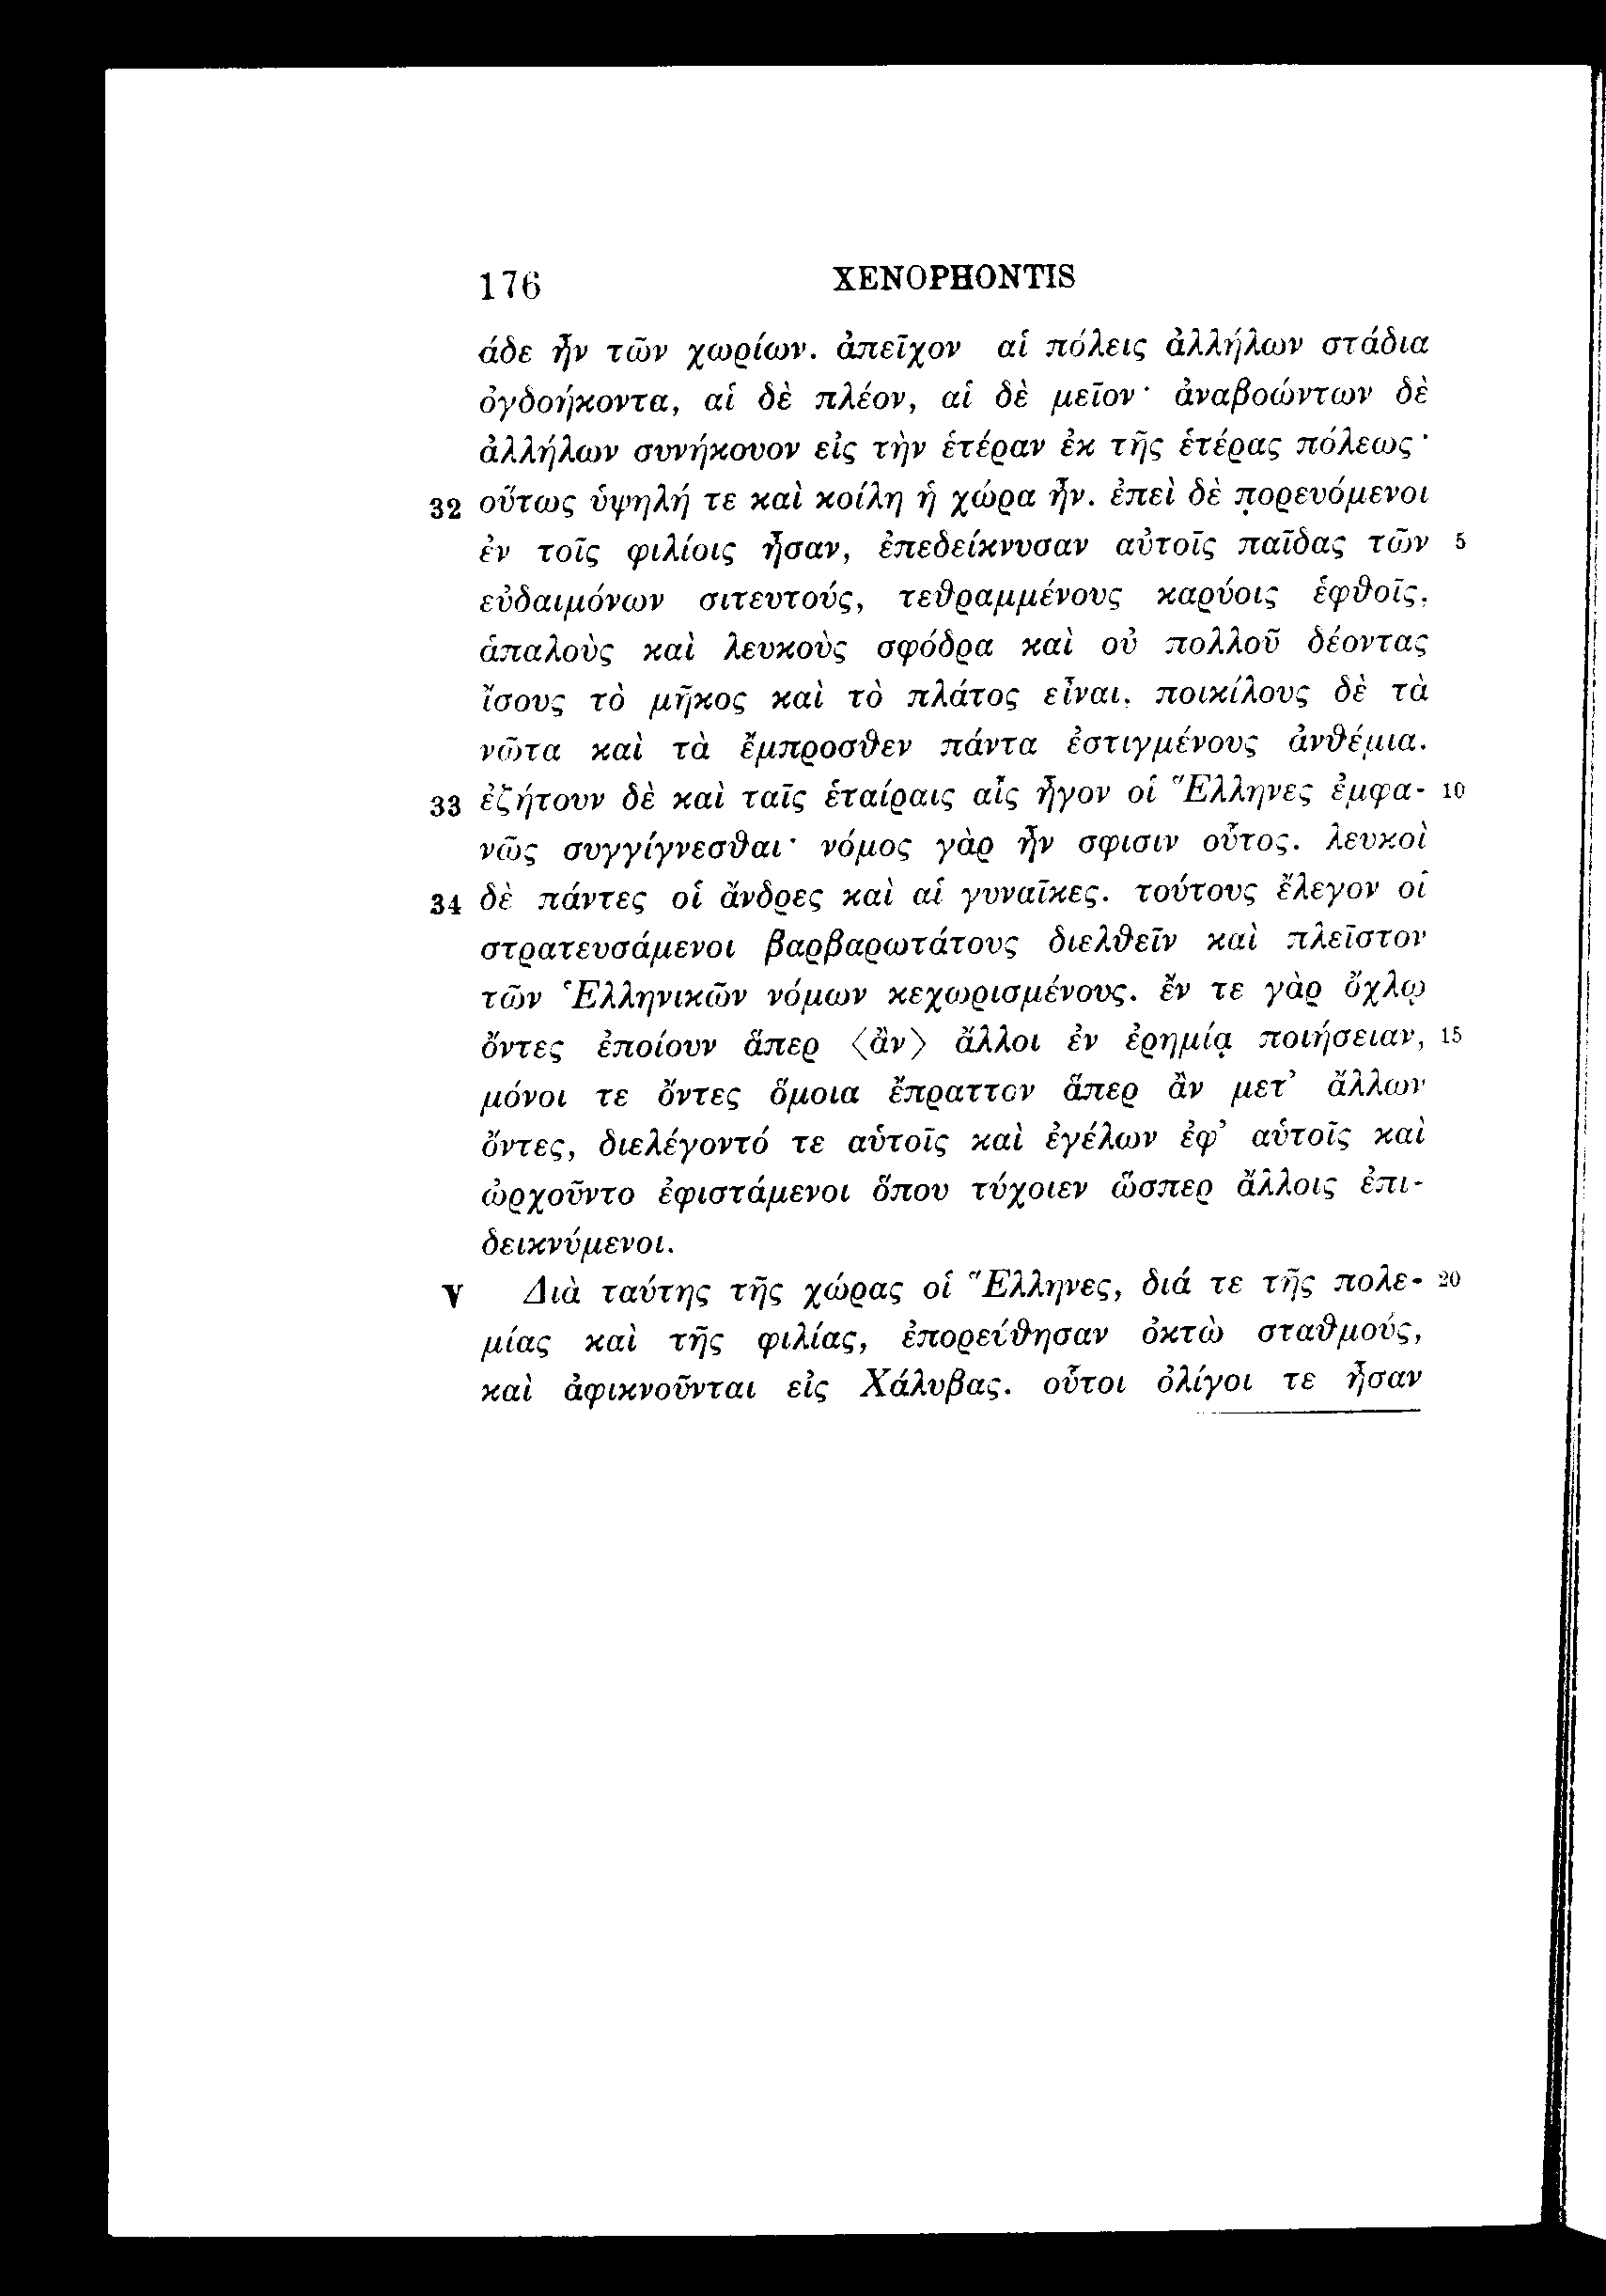 176 XENOPHONTIS
άδε ἦν τῶν χωρίων. ἀπεῖχον αἱ πόλεις ἀλλήλων στάδια
ὀγδοήκοντα, αἱ δὲ πλέον, αἱ δὲ μεῖον· ἀναβοώντων δὲ
ἀλλήλων συνήκουον εἰς τὴν ἑτέραν ἐκ τῆς ἑτέρας πόλεως·
32 οὕτως ὑψηλή τε καὶ κοίλη ἡ χώρα ἦν. ἐπεὶ δὲ πορευόμενοι
ἐν τοῖς φιλίοις ἦσαν, ἐπεδείκνυσαν αὐτοῖς παῖδας τῶν 5
εὐδαιμόνων σιτευτούς, τεθραμμένους καρύοις ἑφθοῖς,
ἁπαλοὺς καὶ λευκοὺς σφόδρα καὶ οὐ πολλοῦ δέοντας
ἴσους τὸ μῆκος καὶ τὸ πλάτος εἶναι, ποικίλους δὲ τὰ
νῶτα καὶ τὰ ἔμπροσθεν πάντα ἐστιγμένους ἀνθέμια.
33 ἐζήτουν δὲ καὶ ταῖς ἑταίραις αἷς ἦγον οἱ Ἕλληνες ἐμφα- 10
νῶς συγγίγνεσθαι· νόμος γὰρ ἦν σφισιν οὗτος. λευκοὶ
34 δὲ πάντες οἱ ἄνδρες καὶ αἱ γυναῖκες. τούτους ἔλεγον οἱ
στρατευσάμενοι βαρβαρωτάτους διελθεῖν καὶ πλεῖστον
τῶν Ἑλληνικῶν νόμων κεχωρισμένους. ἔν τε γὰρ ὄχλῳ
ὄντες ἐποίουν ἅπερ ⟨ἂν⟩ ἄλλοι ἐν ἐρημίᾳ ποιήσειαν, 15
μόνοι τε ὄντες ὅμοια ἔπραττον ἅπερ ἂν μετ’ ἄλλων
ὄντες, διελέγοντό τε αὑτοῖς καὶ ἐγέλων ἐφ’ αὑτοῖς καὶ
ὠρχοῦντο ἐφιστάμενοι ὅπου τύχοιεν ὥσπερ ἄλλοις ἐπι-
δεικνύμενοι.
V Διὰ ταύτης τῆς χώρας οἱ Ἕλληνες, διά τε τῆς πολε- 20
μίας καὶ τῆς φιλίας, ἐπορεύθησαν ὀκτὼ σταθμούς,
καὶ ἀφικνοῦνται εἰς Χάλυβας. οὗτοι ὀλίγοι τε ἦσαν